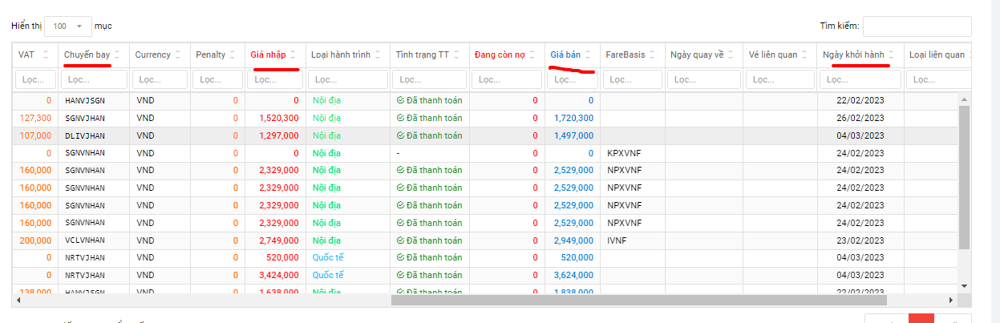 Hiển thị 100 mục Tìm kiếm:
VAT Chuyến bay Currency Penalty Giá nhập Loại hành trình Tình trạng TT Đang còn nợ Giá bán FareBasis Ngày quay về Vé liên quan Ngày khởi hành Loại liên quan
Lọc... Lọc... Lọc... Lọc... Lọc... Lọc... Lọc... Lọc... Lọc... Lọc... Lọc... Lọc... Lọc... Lọc...
0 HANVJSGN VND 0 0 Nội địa Đã thanh toán 0 0 22/02/2023
127,300 SGNVJHAN VND 0 1,520,300 Nội địa Đã thanh toán 0 1,720,300 26/02/2023
107,000 DLIVJHAN VND 0 1,297,000 Nội địa Đã thanh toán 0 1,497,000 04/03/2023
0 SGNVNHAN VND 0 0 Nội địa - 0 0 KPXVNF 24/02/2023
160,000 SGNVNHAN VND 0 2,329,000 Nội địa Đã thanh toán 0 2,529,000 NPXVNF 24/02/2023
160,000 SGNVNHAN VND 0 2,329,000 Nội địa Đã thanh toán 0 2,529,000 NPXVNF 24/02/2023
160,000 SGNVNHAN VND 0 2,329,000 Nội địa Đã thanh toán 0 2,529,000 NPXVNF 24/02/2023
160,000 SGNVNHAN VND 0 2,329,000 Nội địa Đã thanh toán 0 2,529,000 NPXVNF 24/02/2023
200,000 VCLVNHAN VND 0 2,749,000 Nội địa Đã thanh toán 0 2,949,000 IVNF 23/02/2023
0 NRTVJHAN VND 0 520,000 Quốc tế Đã thanh toán 0 520,000 04/03/2023
0 NRTVJHAN VND 0 3,424,000 Quốc tế Đã thanh toán 0 3,624,000 04/03/2023
138,000 HANVJSGN VND 0 1,638,000 Nội địa Đã thanh toán 0 1,838,000 22/02/2023